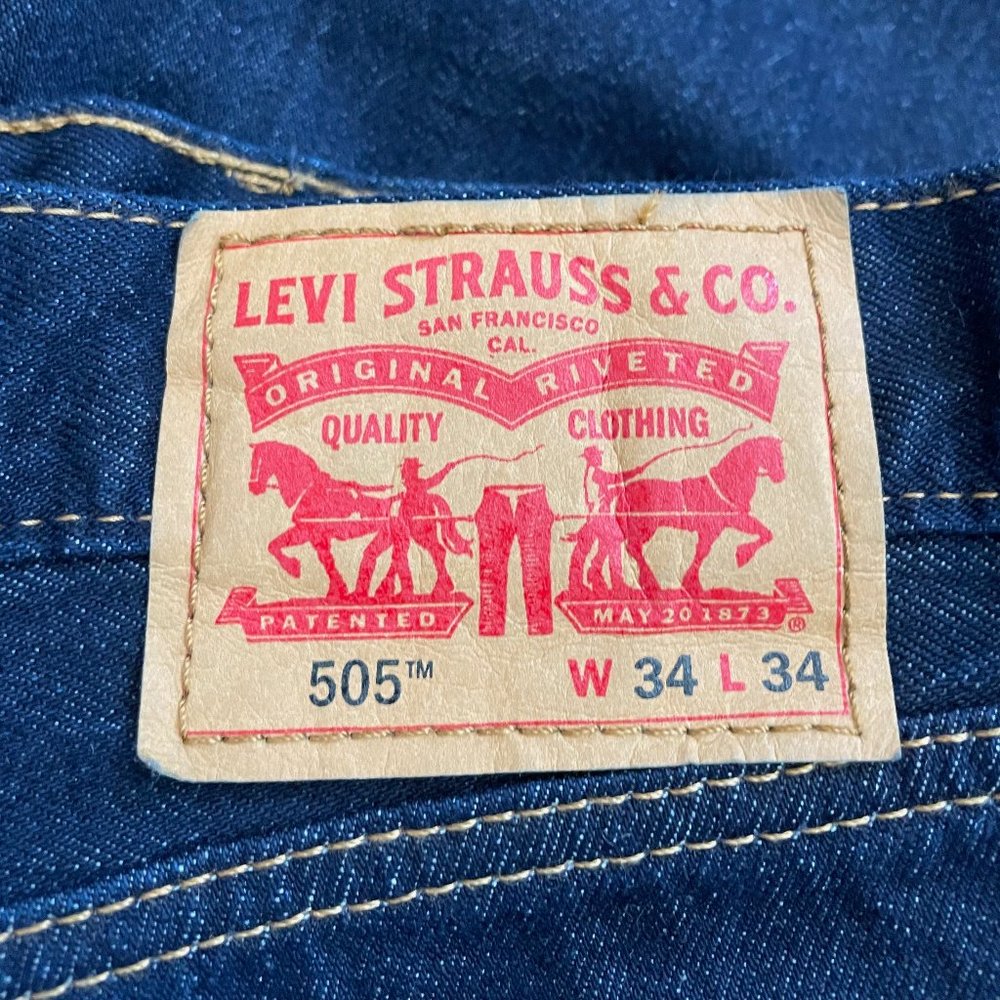 LEVI STRAUSS & CO.
SAN FRANCISCO
CAL.
ORIGINAL RIVETED
QUALITY CLOTHING
PATENTED MAY 20 1873 ®
505™ W 34 L 34